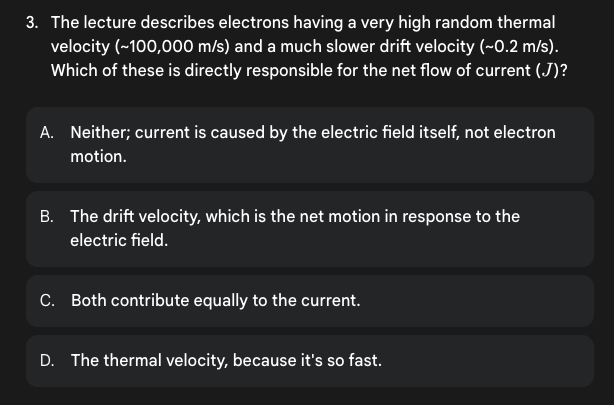 3. The lecture describes electrons having a very high random thermal
velocity (~100,000 m/s) and a much slower drift velocity (~0.2 m/s).
Which of these is directly responsible for the net flow of current (J)?
A. Neither; current is caused by the electric field itself, not electron
motion.
B. The drift velocity, which is the net motion in response to the
electric field.
C. Both contribute equally to the current.
D. The thermal velocity, because it's so fast.